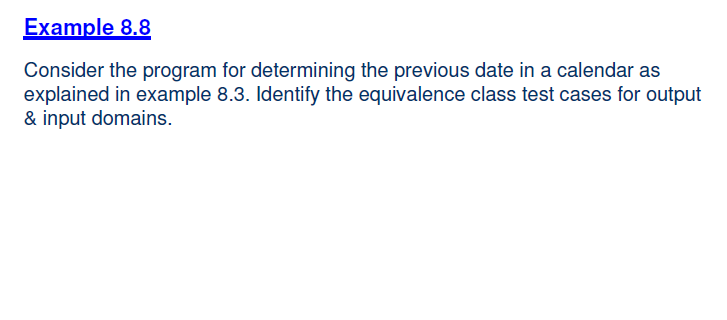 Example 8.8
Consider the program for determining the previous date in a calendar as
explained in example 8.3. Identify the equivalence class test cases for output
& input domains.